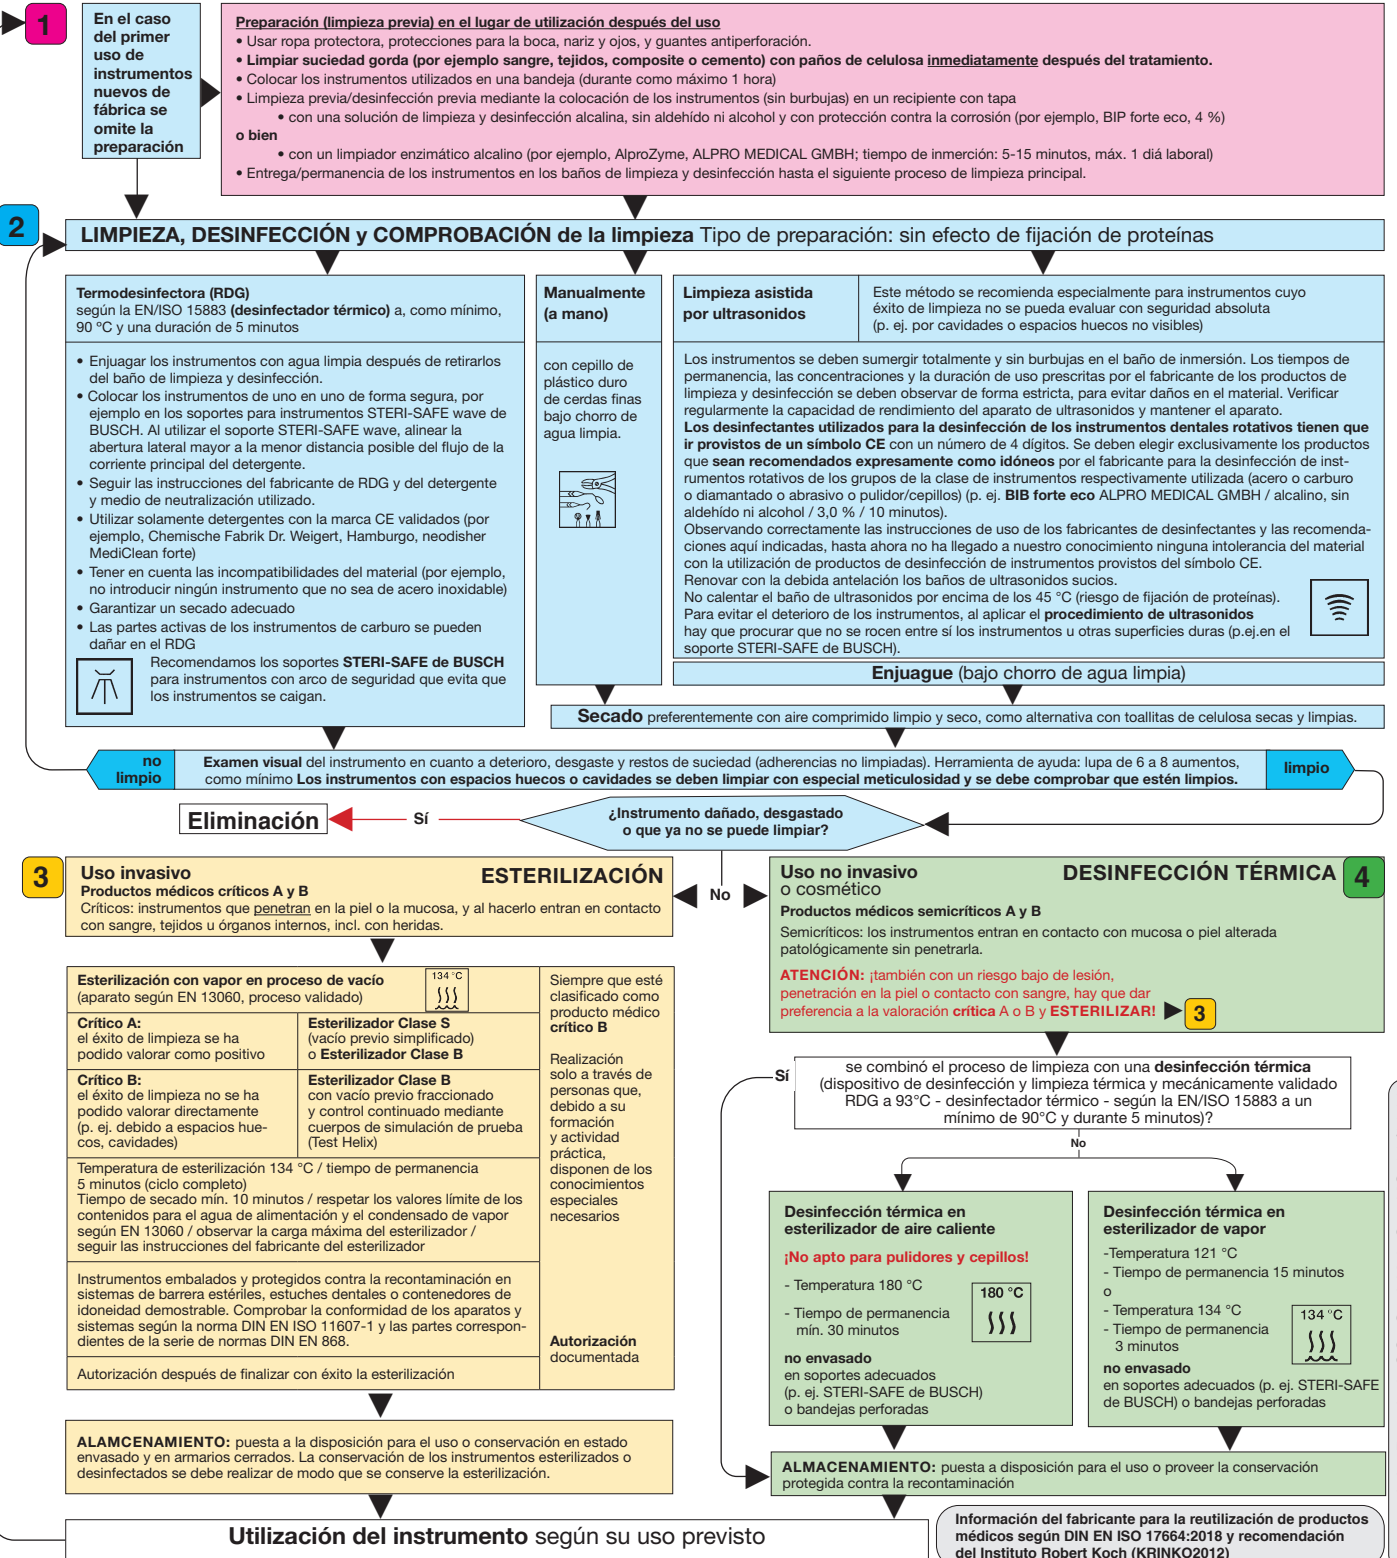 1
En el caso
del primer
uso de
instrumentos
nuevos de
fábrica se
omite la
preparación
Preparación (limpieza previa) en el lugar de utilización después del uso
• Usar ropa protectora, protecciones para la boca, nariz y ojos, y guantes antiperforación.
• Limpiar suciedad gorda (por ejemplo sangre, tejidos, composite o cemento) con paños de celulosa inmediatamente después del tratamiento.
• Colocar los instrumentos utilizados en una bandeja (durante como máximo 1 hora)
• Limpieza previa/desinfección previa mediante la colocación de los instrumentos (sin burbujas) en un recipiente con tapa
• con una solución de limpieza y desinfección alcalina, sin aldehído ni alcohol y con protección contra la corrosión (por ejemplo, BIP forte eco, 4 %)
o bien
• con un limpiador enzimático alcalino (por ejemplo, AlproZyme, ALPRO MEDICAL GMBH; tiempo de inmerción: 5-15 minutos, máx. 1 diá laboral)
• Entrega/permanencia de los instrumentos en los baños de limpieza y desinfección hasta el siguiente proceso de limpieza principal.
2
LIMPIEZA, DESINFECCIÓN y COMPROBACIÓN de la limpieza Tipo de preparación: sin efecto de fijación de proteínas
Termodesinfectora (RDG)
según la EN/ISO 15883 (desinfectador térmico) a, como mínimo,
90 ºC y una duración de 5 minutos
• Enjuagar los instrumentos con agua limpia después de retirarlos
del baño de limpieza y desinfección.
• Colocar los instrumentos de uno en uno de forma segura, por
ejemplo en los soportes para instrumentos STERI-SAFE wave de
BUSCH. Al utilizar el soporte STERI-SAFE wave, alinear la
abertura lateral mayor a la menor distancia posible del flujo de la
corriente principal del detergente.
• Seguir las instrucciones del fabricante de RDG y del detergente
y medio de neutralización utilizado.
• Utilizar solamente detergentes con la marca CE validados (por
ejemplo, Chemische Fabrik Dr. Weigert, Hamburgo, neodisher
MediClean forte)
• Tener en cuenta las incompatibilidades del material (por ejemplo,
no introducir ningún instrumento que no sea de acero inoxidable)
• Garantizar un secado adecuado
• Las partes activas de los instrumentos de carburo se pueden
dañar en el RDG
Recomendamos los soportes STERI-SAFE de BUSCH
para instrumentos con arco de seguridad que evita que
los instrumentos se caigan.
Manualmente
(a mano)
con cepillo de
plástico duro
de cerdas finas
bajo chorro de
agua limpia.
Limpieza asistida
por ultrasonidos
Este método se recomienda especialmente para instrumentos cuyo
éxito de limpieza no se pueda evaluar con seguridad absoluta
(p. ej. por cavidades o espacios huecos no visibles)
Los instrumentos se deben sumergir totalmente y sin burbujas en el baño de inmersión. Los tiempos de
permanencia, las concentraciones y la duración de uso prescritas por el fabricante de los productos de
limpieza y desinfección se deben observar de forma estricta, para evitar daños en el material. Verificar
regularmente la capacidad de rendimiento del aparato de ultrasonidos y mantener el aparato.
Los desinfectantes utilizados para la desinfección de los instrumentos dentales rotativos tienen que
ir provistos de un símbolo CE con un número de 4 dígitos. Se deben elegir exclusivamente los productos
que sean recomendados expresamente como idóneos por el fabricante para la desinfección de inst-
rumentos rotativos de los grupos de la clase de instrumentos respectivamente utilizada (acero o carburo
o diamantado o abrasivo o pulidor/cepillos) (p. ej. BIB forte eco ALPRO MEDICAL GMBH / alcalino, sin
aldehído ni alcohol / 3,0 % / 10 minutos).
Observando correctamente las instrucciones de uso de los fabricantes de desinfectantes y las recomenda-
ciones aquí indicadas, hasta ahora no ha llegado a nuestro conocimiento ninguna intolerancia del material
con la utilización de productos de desinfección de instrumentos provistos del símbolo CE.
Renovar con la debida antelación los baños de ultrasonidos sucios.
No calentar el baño de ultrasonidos por encima de los 45 °C (riesgo de fijación de proteínas).
Para evitar el deterioro de los instrumentos, al aplicar el procedimiento de ultrasonidos
hay que procurar que no se rocen entre sí los instrumentos u otras superficies duras (p.ej.en el
soporte STERI-SAFE de BUSCH).
Enjuague (bajo chorro de agua limpia)
Secado preferentemente con aire comprimido limpio y seco, como alternativa con toallitas de celulosa secas y limpias.
no
limpio
Examen visual del instrumento en cuanto a deterioro, desgaste y restos de suciedad (adherencias no limpiadas). Herramienta de ayuda: lupa de 6 a 8 aumentos,
como mínimo Los instrumentos con espacios huecos o cavidades se deben limpiar con especial meticulosidad y se debe comprobar que estén limpios.
limpio
Eliminación
Sí
¿Instrumento dañado, desgastado
o que ya no se puede limpiar?
No
3
Uso invasivo
ESTERILIZACIÓN
Productos médicos críticos A y B
Críticos: instrumentos que penetran en la piel o la mucosa, y al hacerlo entran en contacto
con sangre, tejidos u órganos internos, incl. con heridas.
Esterilización con vapor en proceso de vacío
(aparato según EN 13060, proceso validado)
134 °C
Crítico A:
el éxito de limpieza se ha
podido valorar como positivo
Esterilizador Clase S
(vacío previo simplificado)
o Esterilizador Clase B
Crítico B:
el éxito de limpieza no se ha
podido valorar directamente
(p. ej. debido a espacios hue-
cos, cavidades)
Esterilizador Clase B
con vacío previo fraccionado
y control continuado mediante
cuerpos de simulación de prueba
(Test Helix)
Temperatura de esterilización 134 °C / tiempo de permanencia
5 minutos (ciclo completo)
Tiempo de secado mín. 10 minutos / respetar los valores límite de los
contenidos para el agua de alimentación y el condensado de vapor
según EN 13060 / observar la carga máxima del esterilizador /
seguir las instrucciones del fabricante del esterilizador
Instrumentos embalados y protegidos contra la recontaminación en
sistemas de barrera estériles, estuches dentales o contenedores de
idoneidad demostrable. Comprobar la conformidad de los aparatos y
sistemas según la norma DIN EN ISO 11607-1 y las partes correspon-
dientes de la serie de normas DIN EN 868.
Autorización después de finalizar con éxito la esterilización
Siempre que esté
clasificado como
producto médico
crítico B
Realización
solo a través de
personas que,
debido a su
formación
y actividad
práctica,
disponen de los
conocimientos
especiales
necesarios
Autorización
documentada
ALAMCENAMIENTO: puesta a la disposición para el uso o conservación en estado
envasado y en armarios cerrados. La conservación de los instrumentos esterilizados o
desinfectados se debe realizar de modo que se conserve la esterilización.
Uso no invasivo
o cosmético
DESINFECCIÓN TÉRMICA
4
Productos médicos semicríticos A y B
Semicríticos: los instrumentos entran en contacto con mucosa o piel alterada
patológicamente sin penetrarla.
ATENCIÓN: ¡también con un riesgo bajo de lesión,
penetración en la piel o contacto con sangre, hay que dar
preferencia a la valoración crítica A o B y ESTERILIZAR!
3
Sí
se combinó el proceso de limpieza con una desinfección térmica
(dispositivo de desinfección y limpieza térmica y mecánicamente validado
RDG a 93°C - desinfectador térmico - según la EN/ISO 15883 a un
mínimo de 90°C y durante 5 minutos)?
No
Desinfección térmica en
esterilizador de aire caliente
¡No apto para pulidores y cepillos!
- Temperatura 180 °C
- Tiempo de permanencia
mín. 30 minutos
180 °C
no envasado
en soportes adecuados
(p. ej. STERI-SAFE de BUSCH)
o bandejas perforadas
Desinfección térmica en
esterilizador de vapor
-Temperatura 121 °C
- Tiempo de permanencia 15 minutos
o
- Temperatura 134 °C
- Tiempo de permanencia
3 minutos
134 °C
no envasado
en soportes adecuados (p. ej. STERI-SAFE
de BUSCH) o bandejas perforadas
ALMACENAMIENTO: puesta a disposición para el uso o proveer la conservación
protegida contra la recontaminación
Utilización del instrumento según su uso previsto
Información del fabricante para la reutilización de productos
médicos según DIN EN ISO 17664:2018 y recomendación
del Instituto Robert Koch (KRINKO2012)